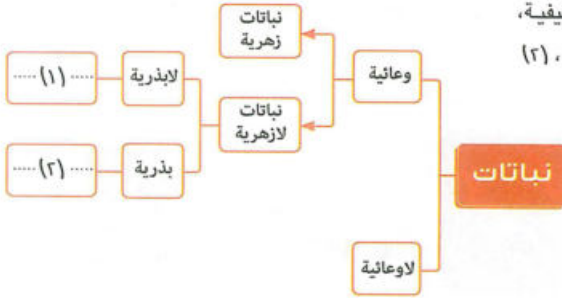 يفية،
، (٢)
نباتات
وعائية
لاوعائية
نباتات
زهرية
نباتات
لازهرية
لابذرية
بذرية
..... (١) .....
..... (٢) .....